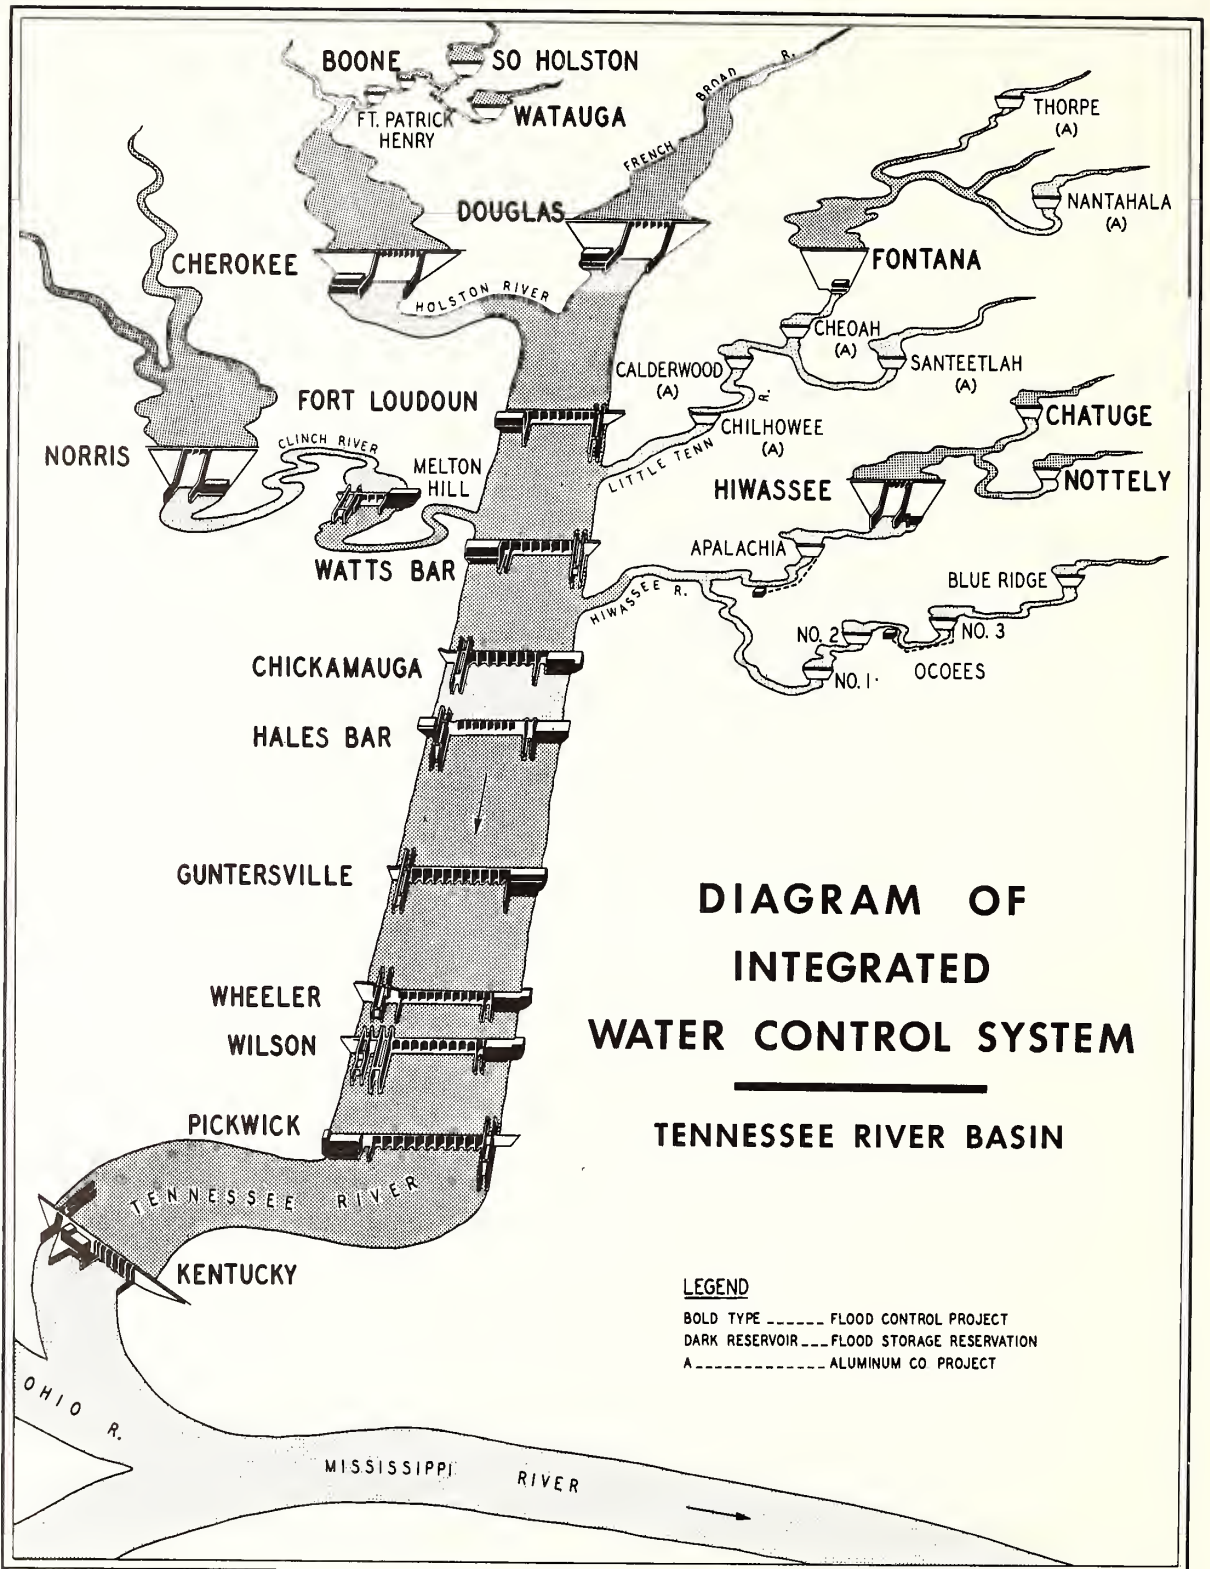 BOONE
SO HOLSTON
FT. PATRICK
HENRY
WATAUGA
FRENCH BROAD R.
THORPE
(A)
NANTAHALA
(A)
DOUGLAS
CHEROKEE
FONTANA
HOLSTON RIVER
CHEOAH
(A)
CALDERWOOD
(A)
SANTEETLAH
(A)
FORT LOUDOUN
CHILHOWEE
(A)
CHATUGE
LITTLE TENN R.
NORRIS
CLINCH RIVER
MELTON
HILL
HIWASSEE
NOTTELY
WATTS BAR
APALACHIA
BLUE RIDGE
HIWASSEE R.
NO. 2
NO. 3
NO. 1
OCOEES
CHICKAMAUGA
HALES BAR
GUNTERSVILLE
WHEELER
WILSON
PICKWICK
TENNESSEE RIVER
KENTUCKY
DIAGRAM OF
INTEGRATED
WATER CONTROL SYSTEM
TENNESSEE RIVER BASIN
LEGEND
BOLD TYPE ______ FLOOD CONTROL PROJECT
DARK RESERVOIR ___ FLOOD STORAGE RESERVATION
A _____________ ALUMINUM CO. PROJECT
OHIO R.
MISSISSIPPI RIVER